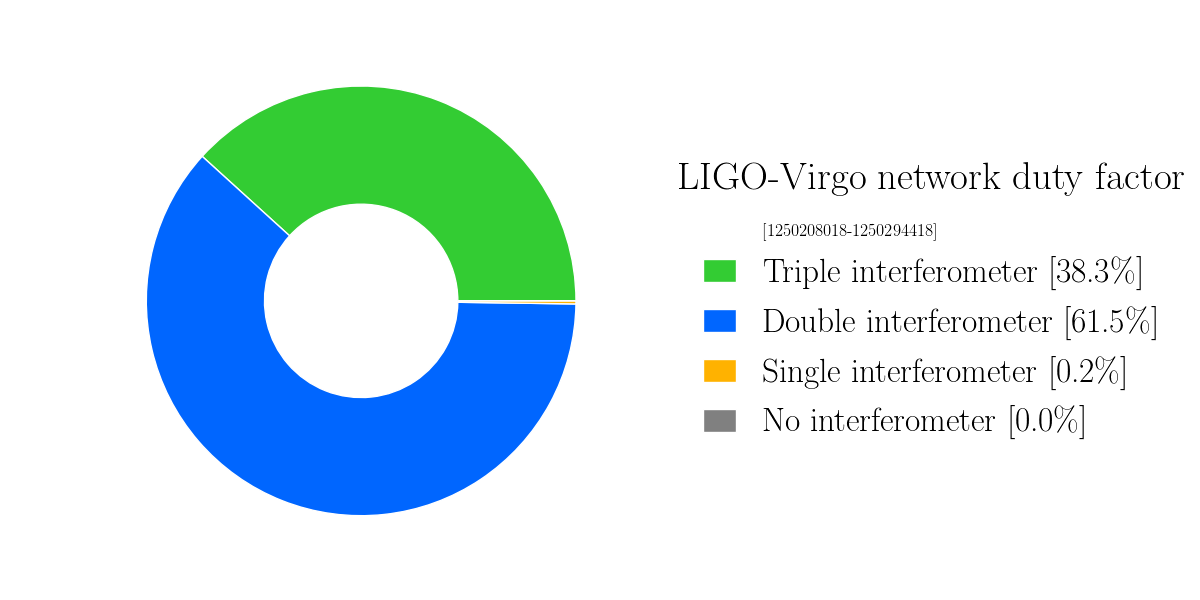 LIGO-Virgo network duty factor
[1250208018-1250294418]
Triple interferometer [38.3%]
Double interferometer [61.5%]
Single interferometer [0.2%]
No interferometer [0.0%]